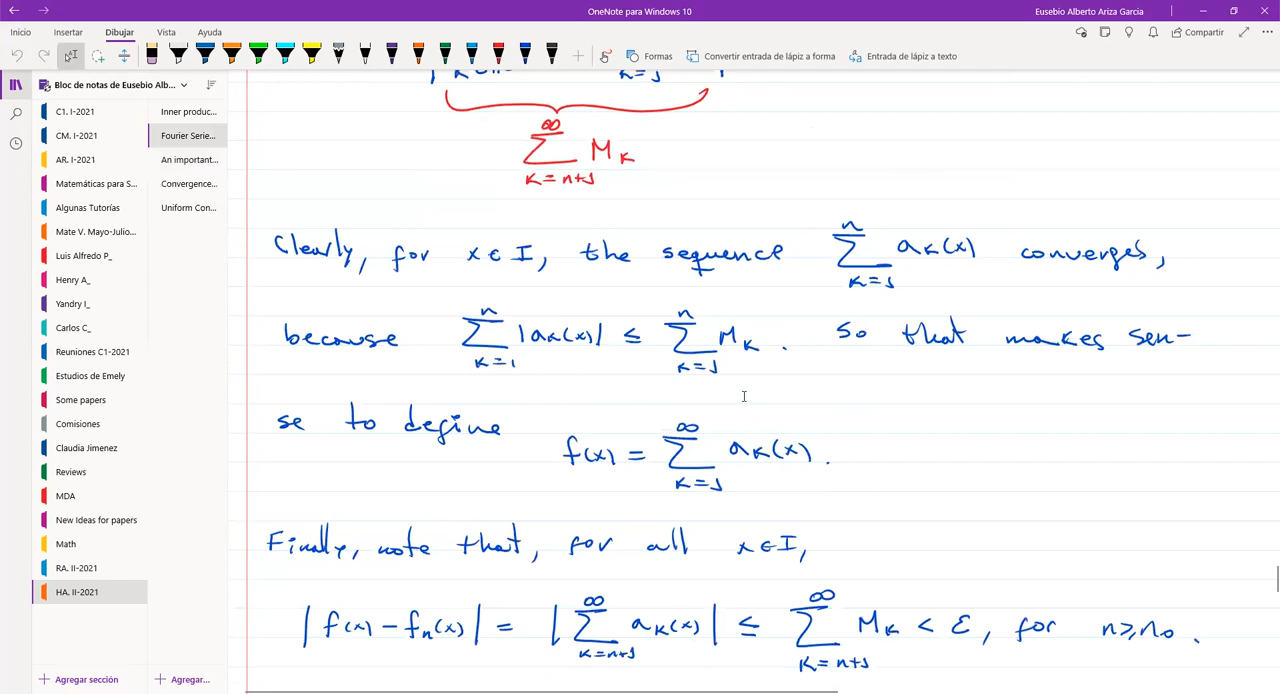 OneNote para Windows 10
Eusebio Alberto Ariza Garcia
Inicio Insertar Dibujar Vista Ayuda
Compartir
Formas Convertir entrada de lápiz a forma Entrada de lápiz a texto
Bloc de notas de Eusebio Alb...
C1. I-2021
CM. I-2021
AR. I-2021
Matemáticas para S...
Algunas Tutorías
Mate V. Mayo-Julio...
Luis Alfredo P_
Henry A_
Yandry I_
Carlos C_
Reuniones C1-2021
Estudios de Emely
Some papers
Comisiones
Claudia Jimenez
Reviews
MDA
New Ideas for papers
Math
RA. II-2021
HA. II-2021
Agregar sección
Inner produc...
Fourier Serie...
An important...
Convergence...
Uniform Con...
Agregar...
∑_{k=n+1}^{∞} M_k
Clearly, for x∈I, the sequence ∑_{k=1}^{n} a_k(x) converges,
because ∑_{k=1}^{n} |a_k(x)| ≤ ∑_{k=1}^{n} M_k . So that makes sen-
se to define f(x) = ∑_{k=1}^{∞} a_k(x).
Finally, note that, for all x∈I,
|f(x) - f_n(x)| = |∑_{k=n+1}^{∞} a_k(x)| ≤ ∑_{k=n+1}^{∞} M_k < ε, for n≥n_0.